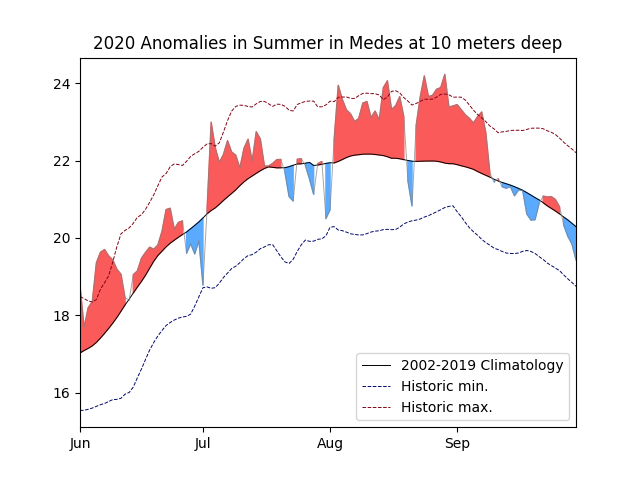 2020 Anomalies in Summer in Medes at 10 meters deep
24
22
20
18
16
Jun
Jul
Aug
Sep
2002-2019 Climatology
Historic min.
Historic max.